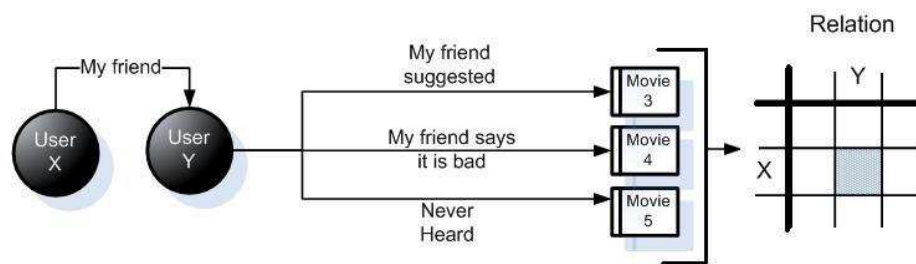 Relation
My friend
User
X
User
Y
My friend
suggested
My friend says
it is bad
Never
Heard
Movie
3
Movie
4
Movie
5
Y
X